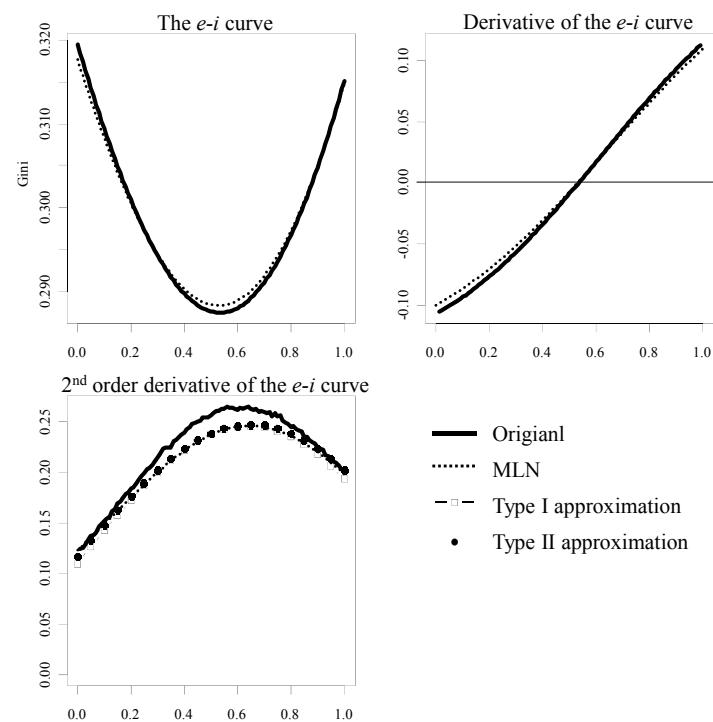 The e-i curve
0.320
0.310
0.300
0.290
Gini
0.0 0.2 0.4 0.6 0.8 1.0
Derivative of the e-i curve
0.10
0.05
0.00
-0.05
-0.10
0.0 0.2 0.4 0.6 0.8 1.0
2nd order derivative of the e-i curve
0.25
0.20
0.15
0.10
0.05
0.00
0.0 0.2 0.4 0.6 0.8 1.0
Origianl
MLN
Type I approximation
Type II approximation